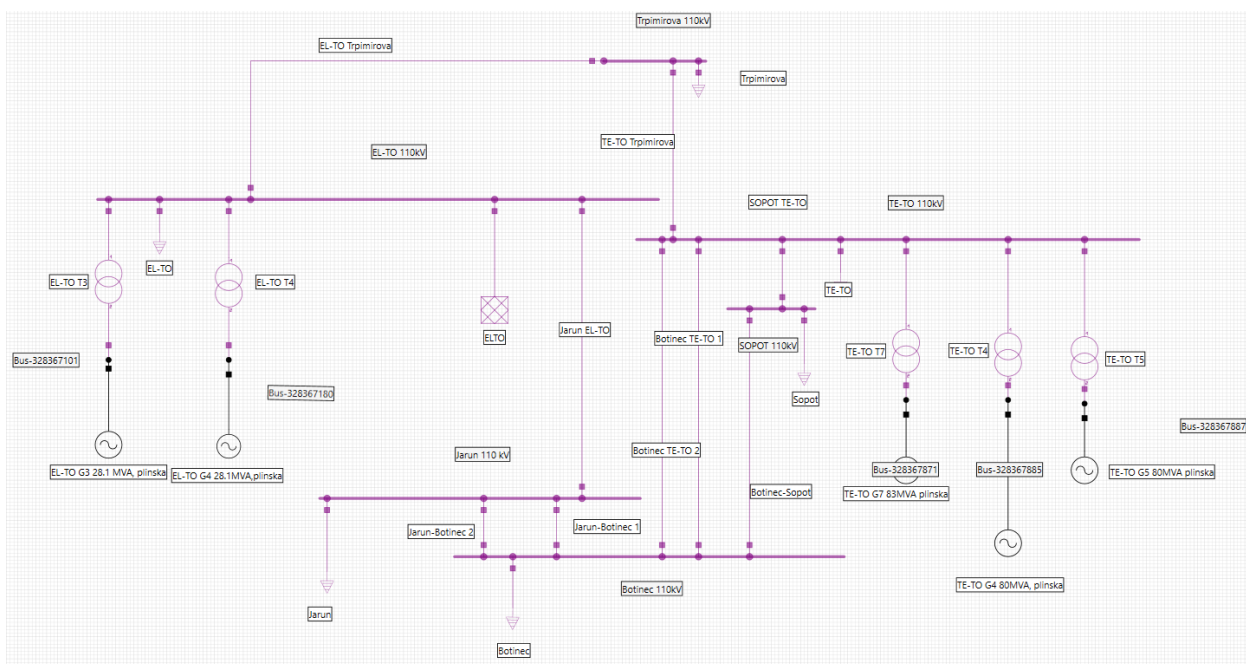 Trpimirova 110kV
EL-TO Trpimirova
Trpimirova
TE-TO Trpimirova
EL-TO 110kV
SOPOT TE-TO
TE-TO 110kV
EL-TO
EL-TO T3
EL-TO T4
TE-TO
Jarun EL-TO
ELTO
Botinec TE-TO 1
SOPOT 110kV
TE-TO T7
TE-TO T4
TE-TO T5
Bus-328367101
Bus-328367180
Sopot
Bus-328367887
Jarun 110 kV
Botinec TE-TO 2
EL-TO G3 28.1 MVA, plinska
EL-TO G4 28.1MVA,plinska
Bus-328367871
Bus-328367885
TE-TO G5 80MVA plinska
Botinec-Sopot
TE-TO G7 83MVA plinska
Jarun-Botinec 2
Jarun-Botinec 1
Botinec 110kV
TE-TO G4 80MVA, plinska
Jarun
Botinec